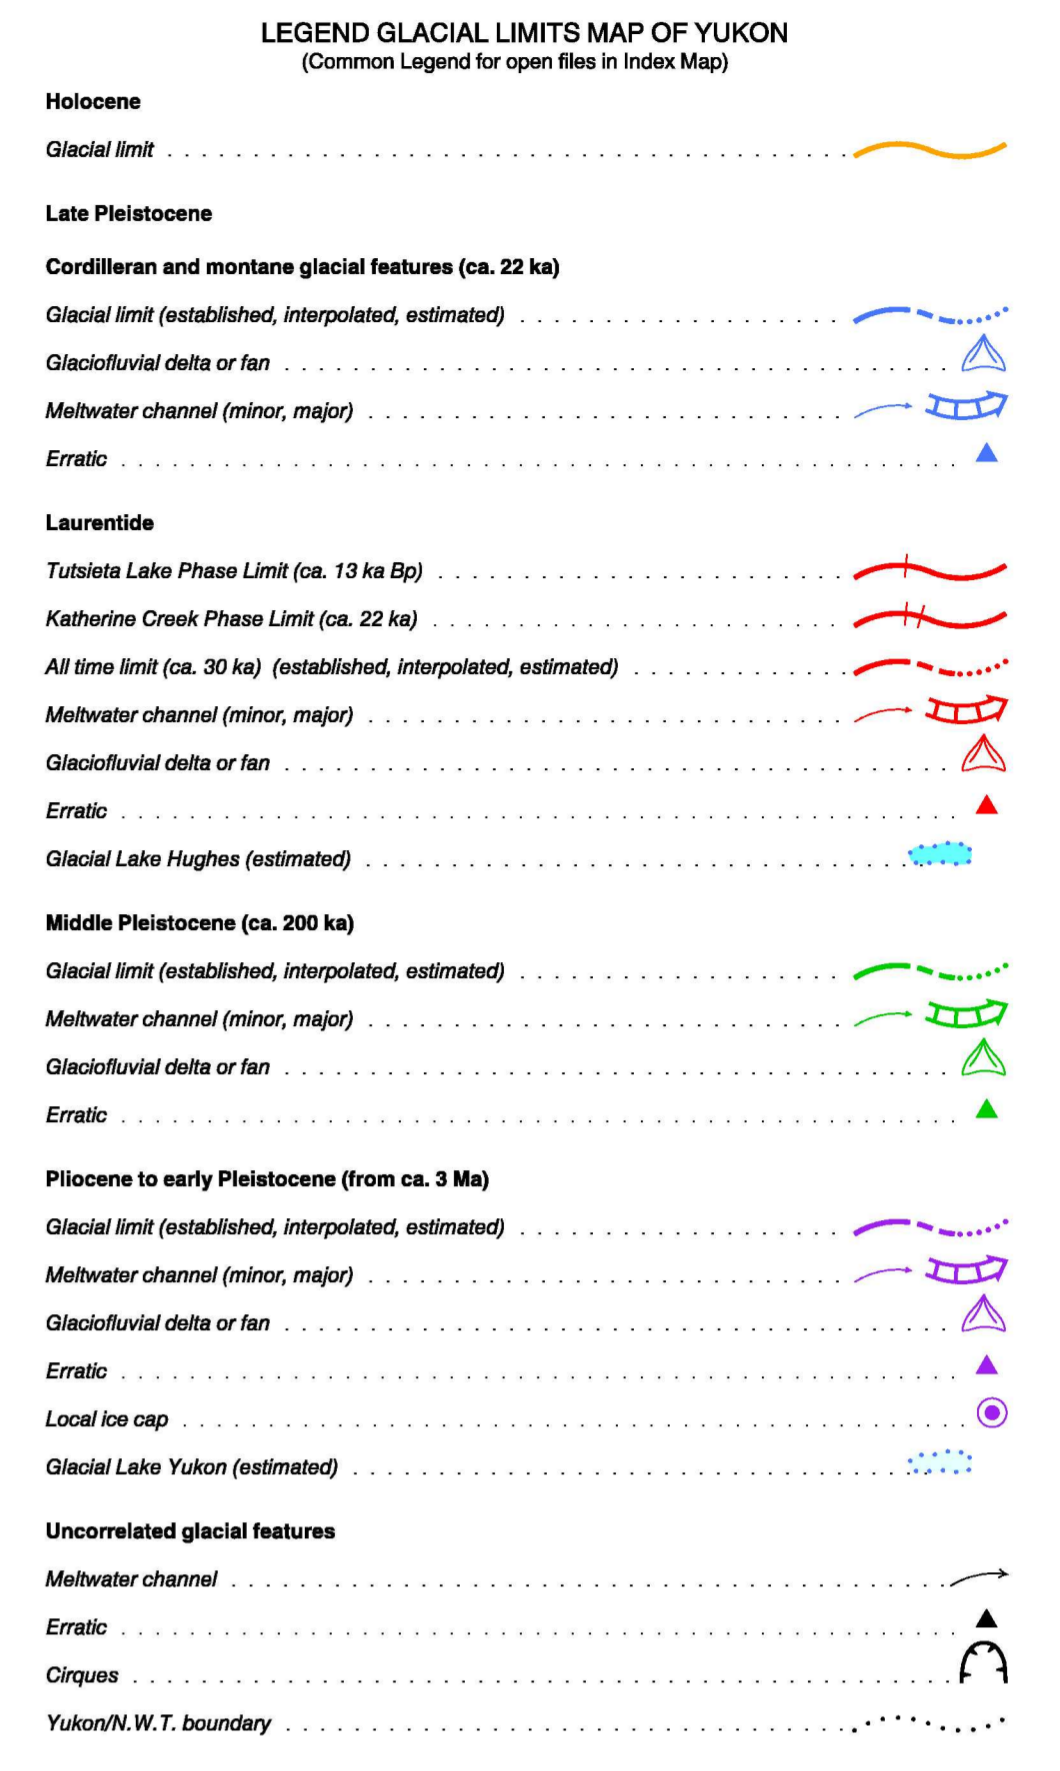 LEGEND GLACIAL LIMITS MAP OF YUKON
(Common Legend for open files in Index Map)
Holocene
Glacial limit
Late Pleistocene
Cordilleran and montane glacial features (ca. 22 ka)
Glacial limit (established, interpolated, estimated)
Glaciofluvial delta or fan
Meltwater channel (minor, major)
Erratic
Laurentide
Tutsieta Lake Phase Limit (ca. 13 ka Bp)
Katherine Creek Phase Limit (ca. 22 ka)
All time limit (ca. 30 ka) (established, interpolated, estimated)
Meltwater channel (minor, major)
Glaciofluvial delta or fan
Erratic
Glacial Lake Hughes (estimated)
Middle Pleistocene (ca. 200 ka)
Glacial limit (established, interpolated, estimated)
Meltwater channel (minor, major)
Glaciofluvial delta or fan
Erratic
Pliocene to early Pleistocene (from ca. 3 Ma)
Glacial limit (established, interpolated, estimated)
Meltwater channel (minor, major)
Glaciofluvial delta or fan
Erratic
Local ice cap
Glacial Lake Yukon (estimated)
Uncorrelated glacial features
Meltwater channel
Erratic
Cirques
Yukon/N.W.T. boundary